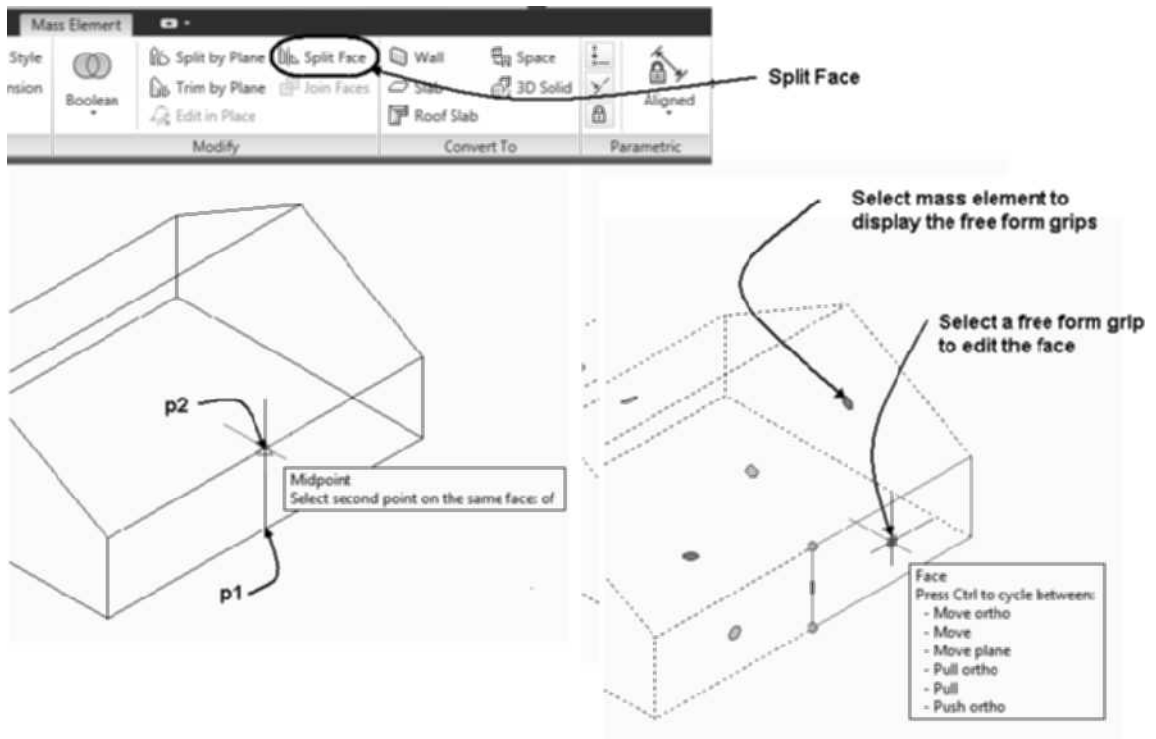 Mass Element
Style
Split by Plane
Split Face
Wall
Space
nsion
Boolean
Trim by Plane
Join Faces
Slab
3D Solid
Aligned
Edit in Place
Roof Slab
Modify
Convert To
Parametric
Split Face
Select mass element to
display the free form grips
Select a free form grip
to edit the face
p2
Midpoint
Select second point on the same face: of
p1
Face
Press Ctrl to cycle between:
- Move ortho
- Move
- Move plane
- Pull ortho
- Pull
- Push ortho